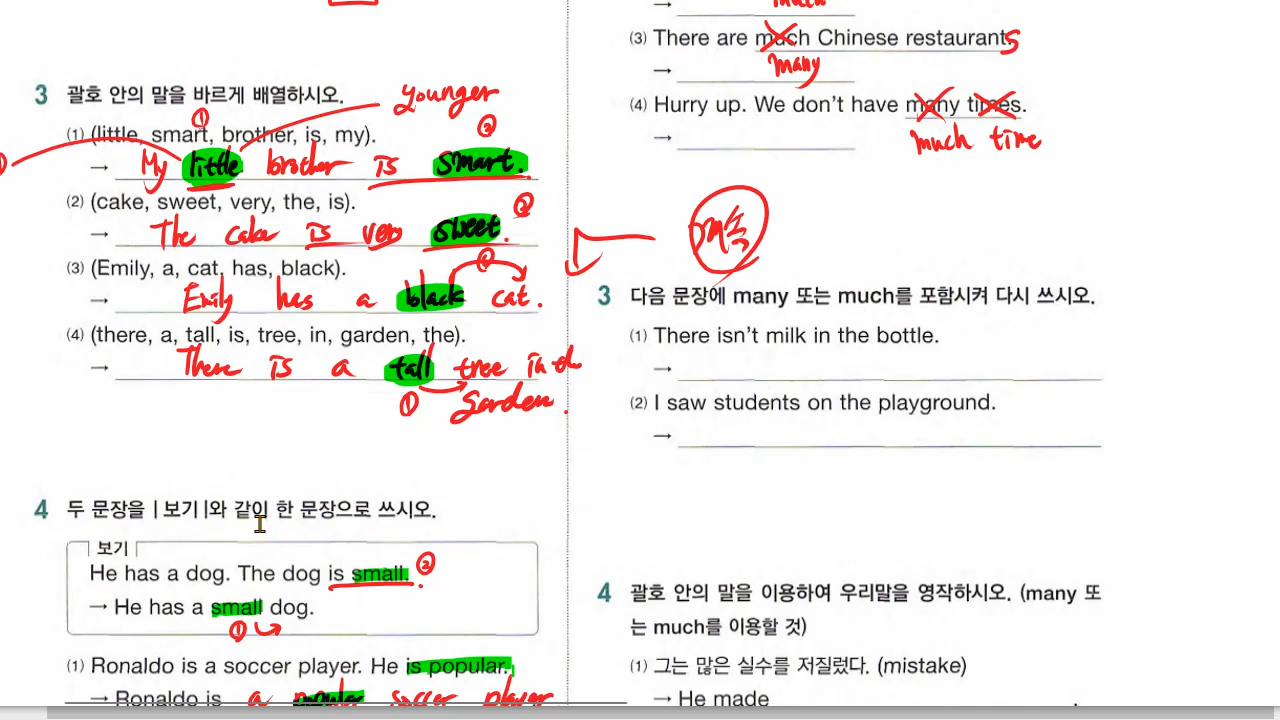 3 괄호 안의 말을 바르게 배열하시오.
younger
①
②
(1) (little, smart, brother, is, my).
→ My little brother is smart.
(2) (cake, sweet, very, the, is).
②
→ The cake is very sweet.
(3) (Emily, a, cat, has, black).
①
→ Emily has a black cat.
(4) (there, a, tall, is, tree, in, garden, the).
→ There is a tall tree in the
① garden.
4 두 문장을 |보기|와 같이 한 문장으로 쓰시오.
보기
He has a dog. The dog is small. ②
→ He has a small dog.
①
(1) Ronaldo is a soccer player. He is popular.
→ Ronaldo is a popular soccer player
→ much
(3) There are much Chinese restaurants
→ many
(4) Hurry up. We don't have many times.
→ much time
3 다음 문장에 many 또는 much를 포함시켜 다시 쓰시오.
(1) There isn't milk in the bottle.
→
(2) I saw students on the playground.
→
4 괄호 안의 말을 이용하여 우리말을 영작하시오. (many 또
는 much를 이용할 것)
(1) 그는 많은 실수를 저질렀다. (mistake)
→ He made .